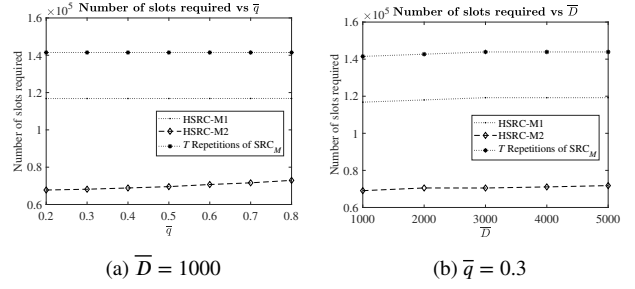 ×10⁵ Number of slots required vs q̅
1.6
1.4
1.2
1
0.8
0.6
Number of slots required
HSRC-M1
HSRC-M2
T Repetitions of SRC_M
0.2 0.3 0.4 0.5 0.6 0.7 0.8
q̅
(a) D̅ = 1000
×10⁵ Number of slots required vs D̅
1.6
1.4
1.2
1
0.8
0.6
Number of slots required
HSRC-M1
HSRC-M2
T Repetitions of SRC_M
1000 2000 3000 4000 5000
D̅
(b) q̅ = 0.3